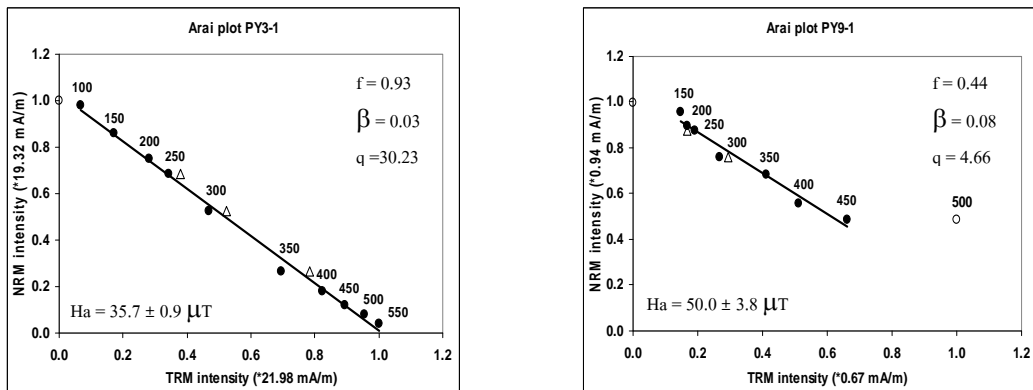 Arai plot PY3-1
1.2
1.0
0.8
0.6
0.4
0.2
0.0
NRM intensity (*19.32 mA/m)
100
150
200
250
300
350
400
450
500
550
f = 0.93
β = 0.03
q =30.23
Ha = 35.7 ± 0.9 μT
0.0 0.2 0.4 0.6 0.8 1.0 1.2
TRM intensity (*21.98 mA/m)
Arai plot PY9-1
1.2
1.0
0.8
0.6
0.4
0.2
0.0
NRM intensity (*0.94 mA/m)
150
200
250
300
350
400
450
500
f = 0.44
β = 0.08
q = 4.66
Ha = 50.0 ± 3.8 μT
0.0 0.2 0.4 0.6 0.8 1.0 1.2
TRM intensity (*0.67 mA/m)